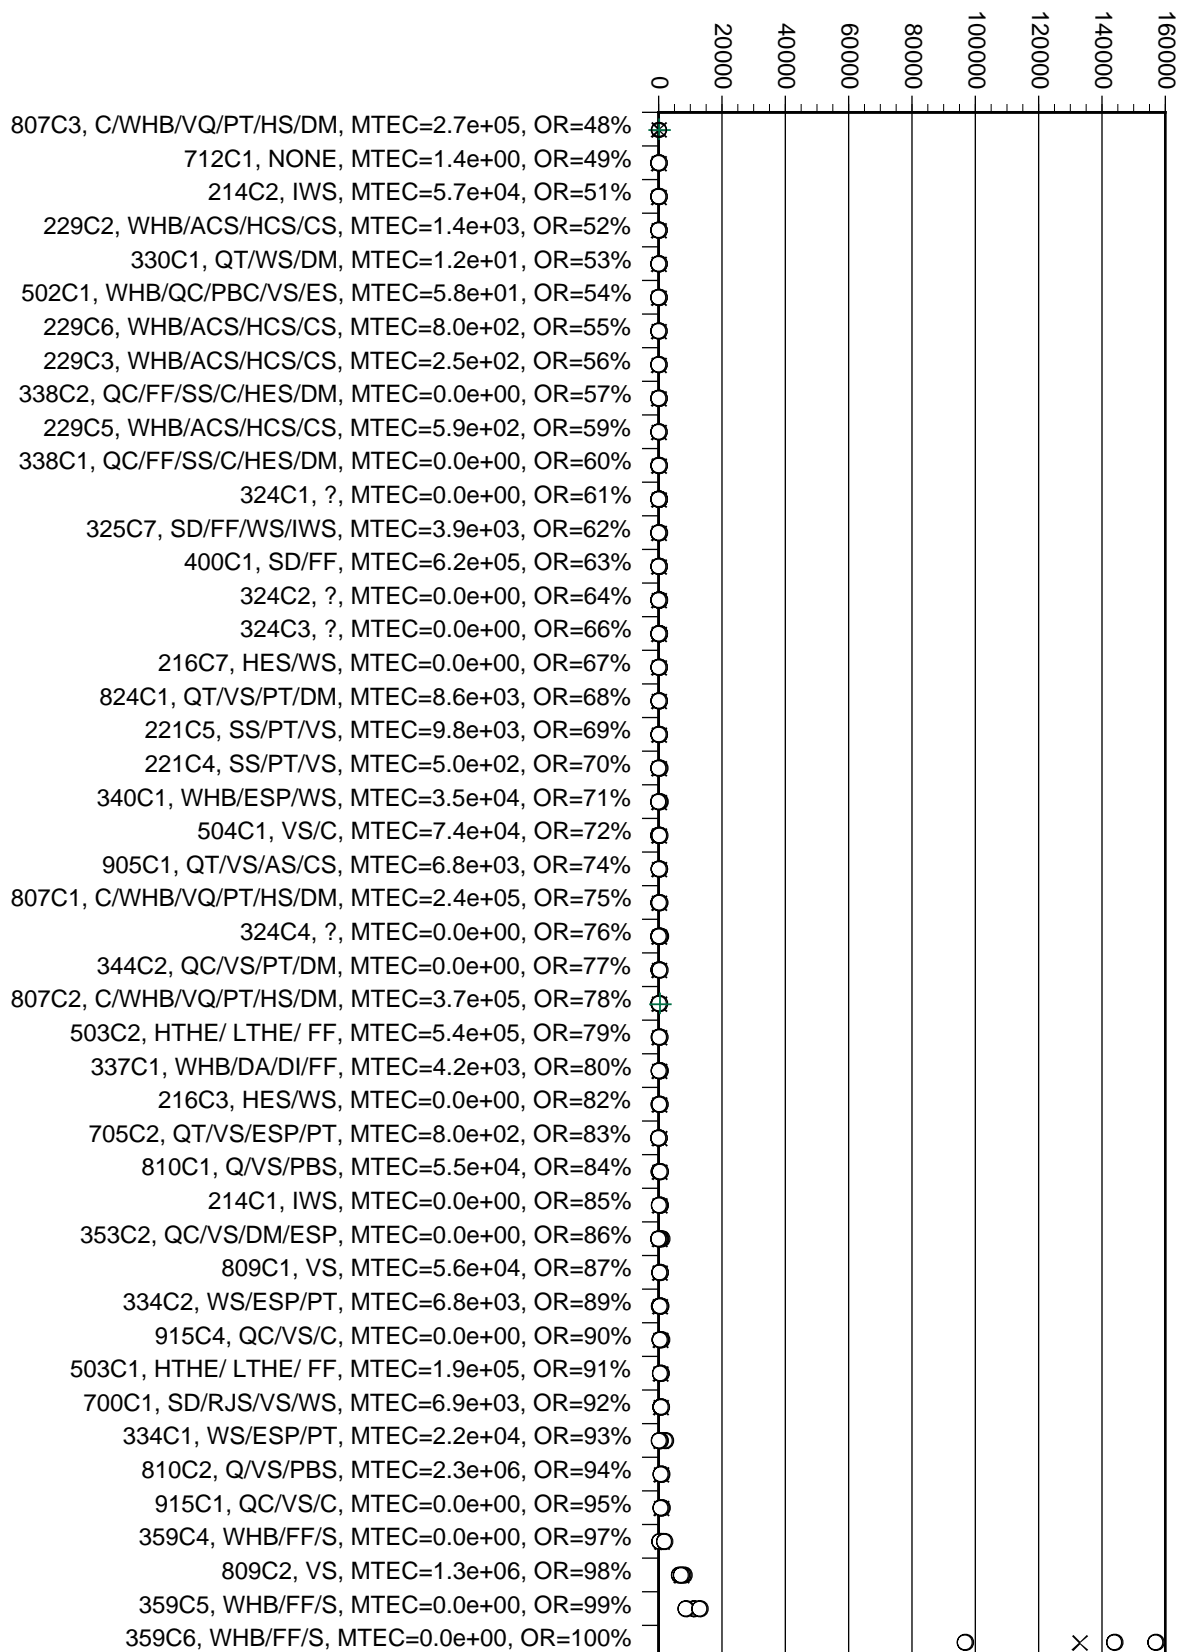 0
20000
40000
60000
80000
100000
120000
140000
160000
807C3, C/WHB/VQ/PT/HS/DM, MTEC=2.7e+05, OR=48%
712C1, NONE, MTEC=1.4e+00, OR=49%
214C2, IWS, MTEC=5.7e+04, OR=51%
229C2, WHB/ACS/HCS/CS, MTEC=1.4e+03, OR=52%
330C1, QT/WS/DM, MTEC=1.2e+01, OR=53%
502C1, WHB/QC/PBC/VS/ES, MTEC=5.8e+01, OR=54%
229C6, WHB/ACS/HCS/CS, MTEC=8.0e+02, OR=55%
229C3, WHB/ACS/HCS/CS, MTEC=2.5e+02, OR=56%
338C2, QC/FF/SS/C/HES/DM, MTEC=0.0e+00, OR=57%
229C5, WHB/ACS/HCS/CS, MTEC=5.9e+02, OR=59%
338C1, QC/FF/SS/C/HES/DM, MTEC=0.0e+00, OR=60%
324C1, ?, MTEC=0.0e+00, OR=61%
325C7, SD/FF/WS/IWS, MTEC=3.9e+03, OR=62%
400C1, SD/FF, MTEC=6.2e+05, OR=63%
324C2, ?, MTEC=0.0e+00, OR=64%
324C3, ?, MTEC=0.0e+00, OR=66%
216C7, HES/WS, MTEC=0.0e+00, OR=67%
824C1, QT/VS/PT/DM, MTEC=8.6e+03, OR=68%
221C5, SS/PT/VS, MTEC=9.8e+03, OR=69%
221C4, SS/PT/VS, MTEC=5.0e+02, OR=70%
340C1, WHB/ESP/WS, MTEC=3.5e+04, OR=71%
504C1, VS/C, MTEC=7.4e+04, OR=72%
905C1, QT/VS/AS/CS, MTEC=6.8e+03, OR=74%
807C1, C/WHB/VQ/PT/HS/DM, MTEC=2.4e+05, OR=75%
324C4, ?, MTEC=0.0e+00, OR=76%
344C2, QC/VS/PT/DM, MTEC=0.0e+00, OR=77%
807C2, C/WHB/VQ/PT/HS/DM, MTEC=3.7e+05, OR=78%
503C2, HTHE/ LTHE/ FF, MTEC=5.4e+05, OR=79%
337C1, WHB/DA/DI/FF, MTEC=4.2e+03, OR=80%
216C3, HES/WS, MTEC=0.0e+00, OR=82%
705C2, QT/VS/ESP/PT, MTEC=8.0e+02, OR=83%
810C1, Q/VS/PBS, MTEC=5.5e+04, OR=84%
214C1, IWS, MTEC=0.0e+00, OR=85%
353C2, QC/VS/DM/ESP, MTEC=0.0e+00, OR=86%
809C1, VS, MTEC=5.6e+04, OR=87%
334C2, WS/ESP/PT, MTEC=6.8e+03, OR=89%
915C4, QC/VS/C, MTEC=0.0e+00, OR=90%
503C1, HTHE/ LTHE/ FF, MTEC=1.9e+05, OR=91%
700C1, SD/RJS/VS/WS, MTEC=6.9e+03, OR=92%
334C1, WS/ESP/PT, MTEC=2.2e+04, OR=93%
810C2, Q/VS/PBS, MTEC=2.3e+06, OR=94%
915C1, QC/VS/C, MTEC=0.0e+00, OR=95%
359C4, WHB/FF/S, MTEC=0.0e+00, OR=97%
809C2, VS, MTEC=1.3e+06, OR=98%
359C5, WHB/FF/S, MTEC=0.0e+00, OR=99%
359C6, WHB/FF/S, MTEC=0.0e+00, OR=100%